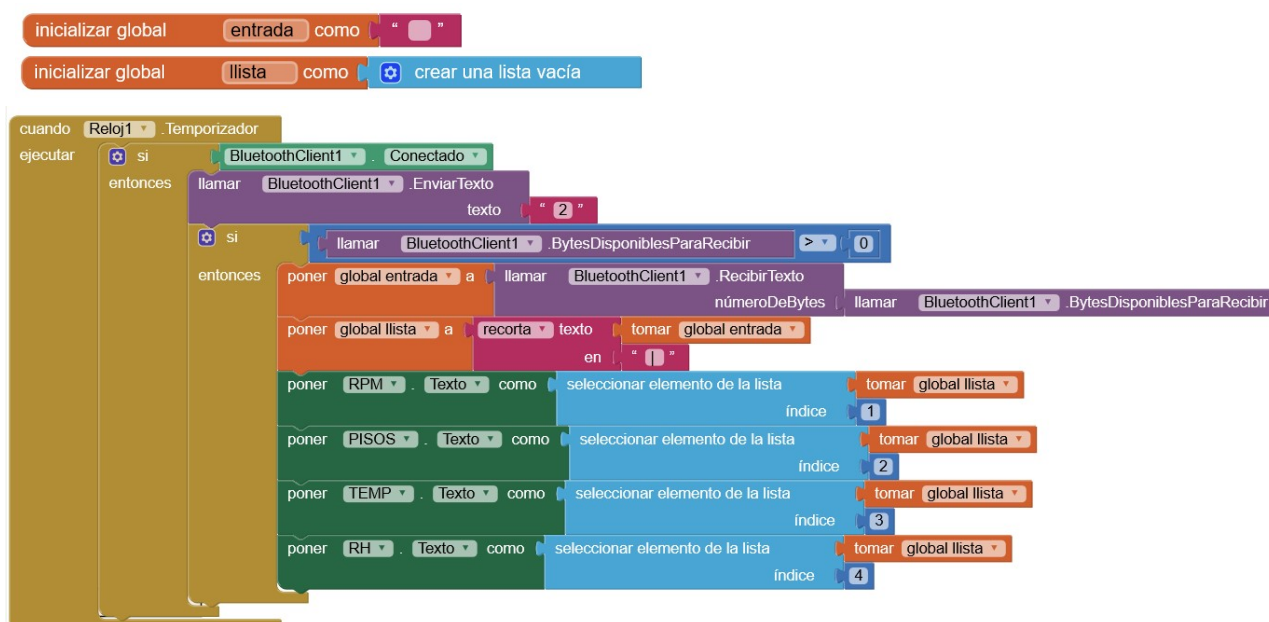 inicializar global entrada como " "
inicializar global llista como crear una lista vacía
cuando Reloj1 .Temporizador
ejecutar si BluetoothClient1 . Conectado
entonces llamar BluetoothClient1 .EnviarTexto
texto " 2 "
si llamar BluetoothClient1 .BytesDisponiblesParaRecibir > 0
entonces poner global entrada a llamar BluetoothClient1 .RecibirTexto
númeroDeBytes llamar BluetoothClient1 .BytesDisponiblesParaRecibir
poner global llista a recorta texto tomar global entrada
en " | "
poner RPM . Texto como seleccionar elemento de la lista tomar global llista
índice 1
poner PISOS . Texto como seleccionar elemento de la lista tomar global llista
índice 2
poner TEMP . Texto como seleccionar elemento de la lista tomar global llista
índice 3
poner RH . Texto como seleccionar elemento de la lista tomar global llista
índice 4